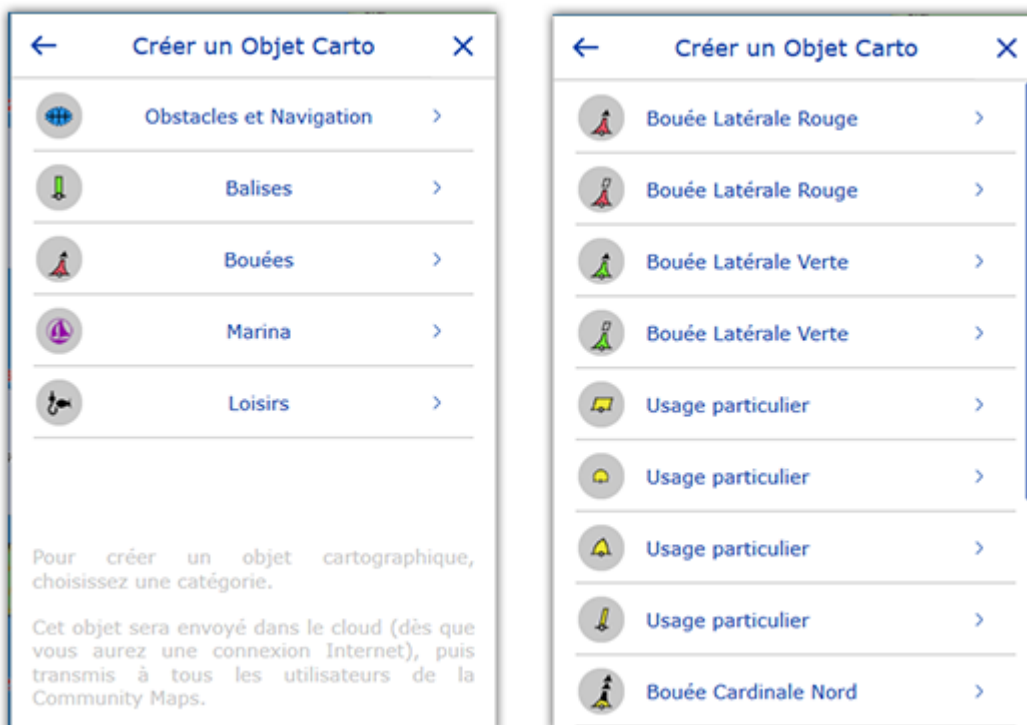 Créer un Objet Carto
Obstacles et Navigation
Balises
Bouées
Marina
Loisirs
Pour créer un objet cartographique,
choisissez une catégorie.
Cet objet sera envoyé dans le cloud (dès que
vous aurez une connexion Internet), puis
transmis à tous les utilisateurs de la
Community Maps.
Créer un Objet Carto
Bouée Latérale Rouge
Bouée Latérale Rouge
Bouée Latérale Verte
Bouée Latérale Verte
Usage particulier
Usage particulier
Usage particulier
Usage particulier
Bouée Cardinale Nord